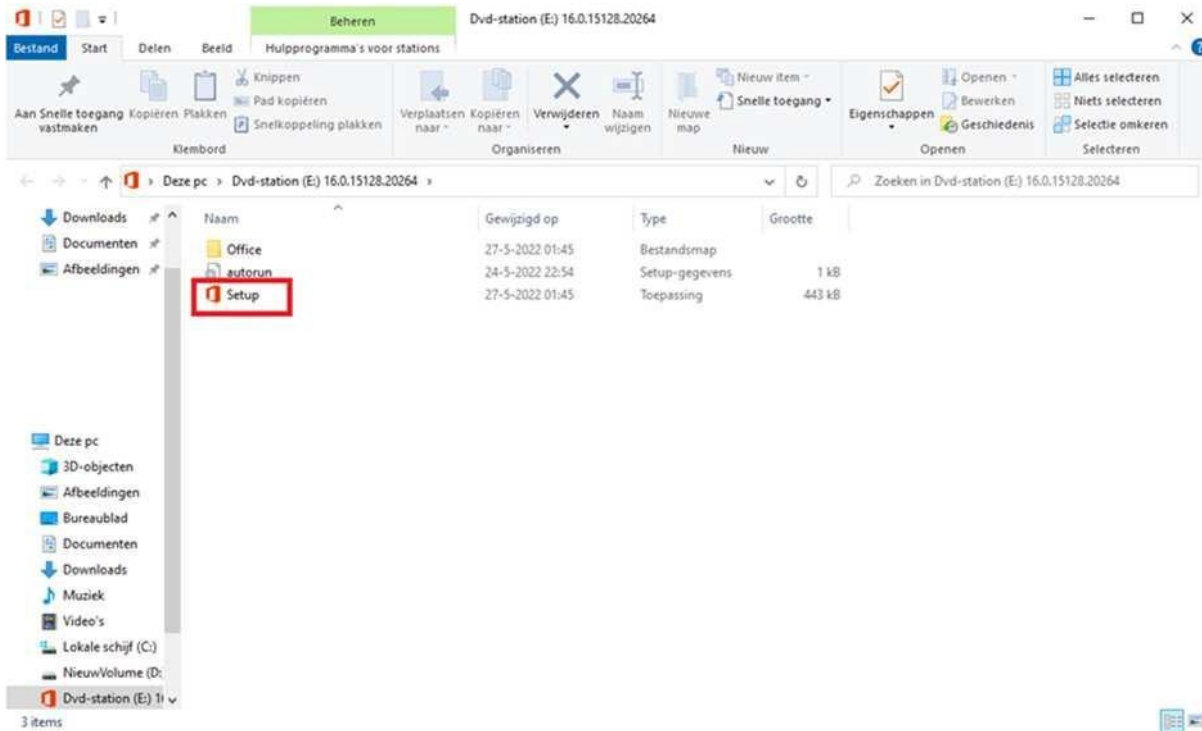 Beheren Dvd-station (E:) 16.0.15128.20264
Bestand Start Delen Beeld Hulpprogramma's voor stations
Aan Snelle toegang vastmaken
Kopiëren
Plakken
Knippen
Pad kopiëren
Snelkoppeling plakken
Klembord
Verplaatsen naar
Kopiëren naar
Verwijderen
Naam wijzigen
Organiseren
Nieuwe map
Nieuw item
Snelle toegang
Nieuw
Eigenschappen
Openen
Bewerken
Geschiedenis
Openen
Alles selecteren
Niets selecteren
Selectie omkeren
Selecteren
Deze pc > Dvd-station (E:) 16.0.15128.20264 >
Zoeken in Dvd-station (E:) 16.0.15128.20264
Downloads
Documenten
Afbeeldingen
Deze pc
3D-objecten
Afbeeldingen
Bureaublad
Documenten
Downloads
Muziek
Video's
Lokale schijf (C:)
NieuwVolume (D:
Dvd-station (E:) 1
Naam Gewijzigd op Type Grootte
Office 27-5-2022 01:45 Bestandsmap
autorun 24-5-2022 22:54 Setup-gegevens 1 kB
Setup 27-5-2022 01:45 Toepassing 443 kB
3 items